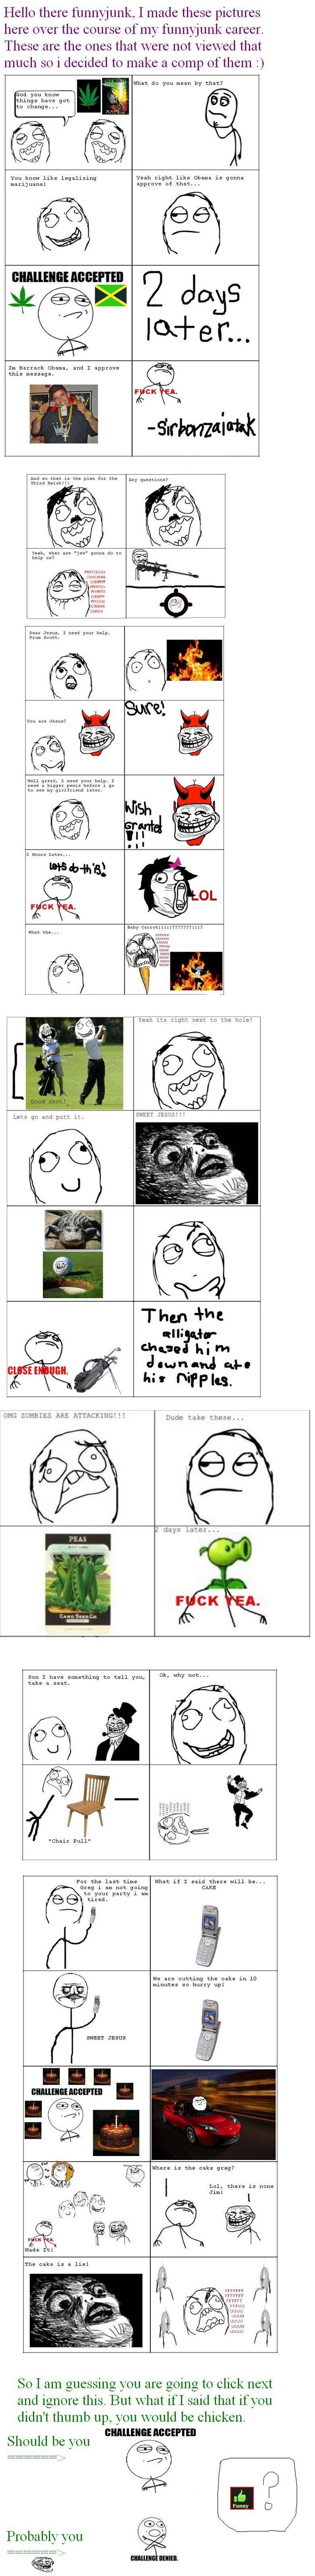 Hello there funnyjunk, I made these pictures
here over the course of my funnyjunk career.
These are the ones that were not viewed that
much so i decided to make a comp of them :)
God you know
things have got
to change...
What do you mean by that?
You know like legalizing
marijuana!
Yeah right like Obama is gonna
approve of that...
CHALLENGE ACCEPTED
2 days
later...
Im Barrack Obama, and I approve
this message.
FUCK YEA.
-Sirbonzaiatak
And so that is the plan for the
Third Reich!!!
Any questions?
Yeah, what are "jew" gonna do to
help us?
Dear Jesus, I need your help.
From Scott.
You are Jesus?
Sure!
Well great, I need your help. I
need a bigger penis before i go
to see my girlfriend later.
Wish
Granted
!!!
2 Hours Later...
Lets do this!
FUCK YEA.
LOL
What the...
Good shot!
Yeah its right next to the hole!
Lets go and putt it.
SWEET JESUS!!!
CLOSE ENOUGH.
Then the
alligator
chased him
down and ate
his nipples.
OMG ZOMBIES ARE ATTACKING!!!
Dude take these...
PEAS
CARD SEED CO.
2 days later...
FUCK YEA.
Son I have something to tell you,
take a seat.
Ok, why not...
*Chair Pull*
For the last time
Greg i am not going
to your party i am
tired.
What if I said there will be...
CAKE
SWEET JESUS
We are cutting the cake in 10
minutes so hurry up!
CHALLENGE ACCEPTED
FUCK YEA.
Made It!
Where is the cake greg?
Lol, there is none
Jim!
The cake is a lie!
FFFFFFF
FFFFFF
FFFFFF
FFFUUU
UUUU
UUUU
UUUU
UUUU
UUU
So I am guessing you are going to click next
and ignore this. But what if I said that if you
didn't thumb up, you would be chicken.
CHALLENGE ACCEPTED
Should be you
======>
Funny
?
Probably you
======>
CHALLENGE DENIED.